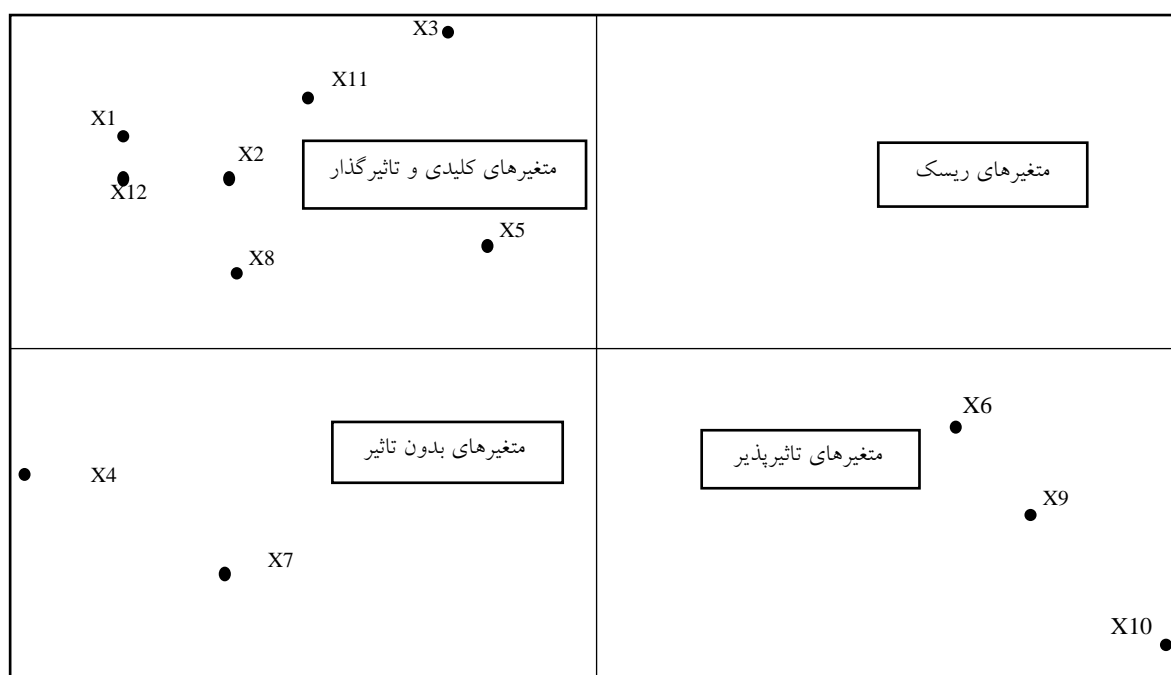 X3
X11
X1
X2
متغیرهای کلیدی و تاثیرگذار
متغیرهای ریسک
X12
X5
X8
X6
متغیرهای بدون تاثیر
متغیرهای تاثیرپذیر
X4
X9
X7
X10